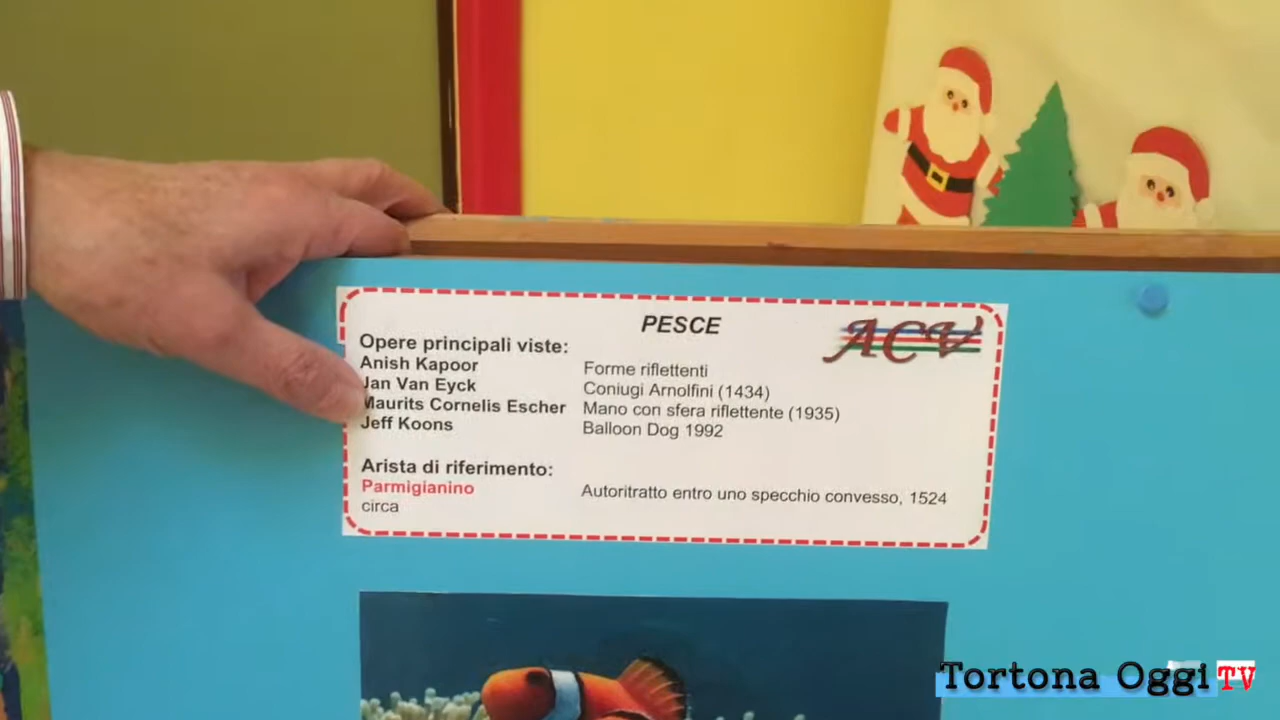 PESCE
ACV
Opere principali viste:
Anish Kapoor Forme riflettenti
Jan Van Eyck Coniugi Arnolfini (1434)
Maurits Cornelis Escher Mano con sfera riflettente (1935)
Jeff Koons Balloon Dog 1992
Arista di riferimento:
Parmigianino Autoritratto entro uno specchio convesso, 1524
circa
Tortona Oggi TV